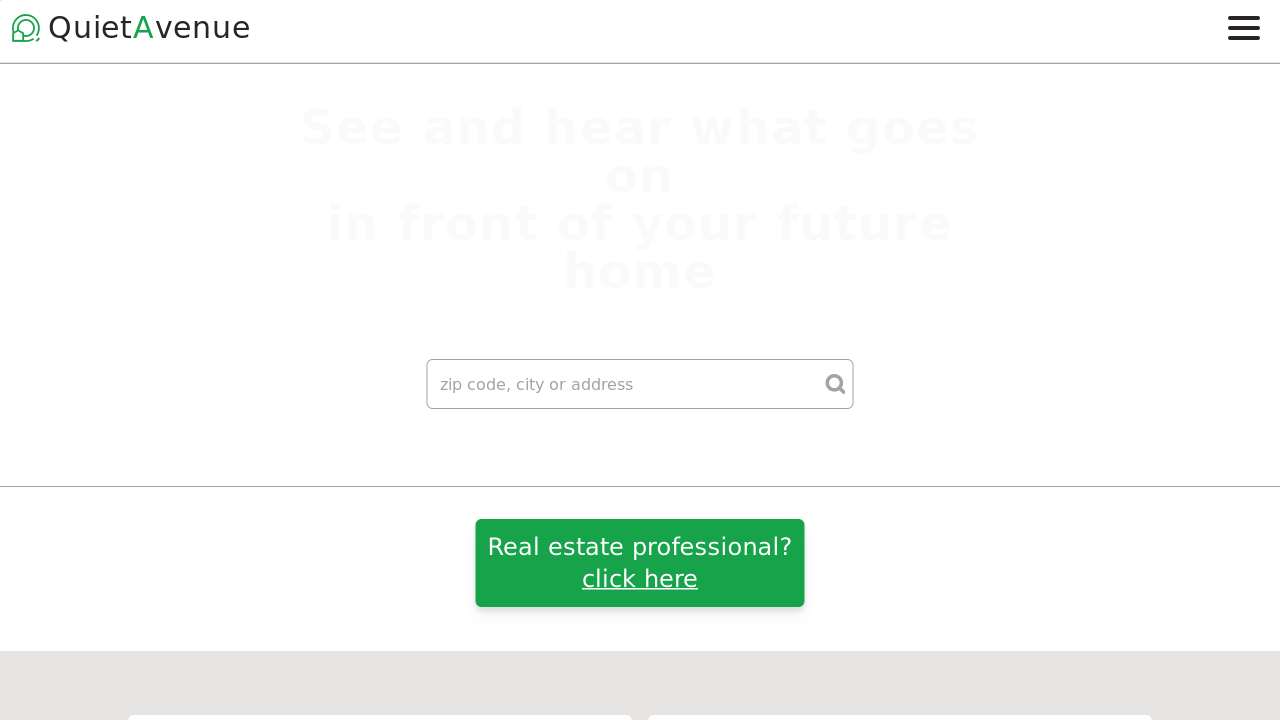 QuietAvenue
See and hear what goes
on
in front of your future
home
zip code, city or address
Real estate professional?
click here